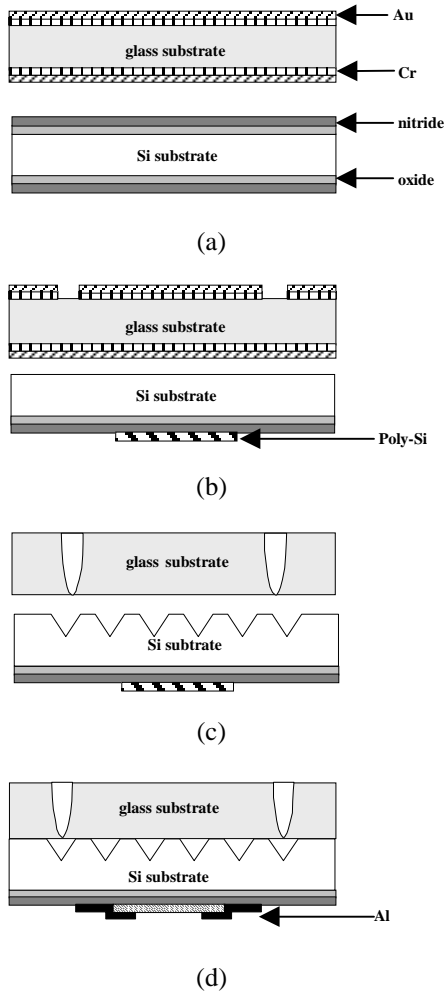 Au
glass substrate
Cr
nitride
Si substrate
oxide
(a)
glass substrate
Si substrate
Poly-Si
(b)
glass substrate
Si subtrate
(c)
glass substrate
Si substrate
Al
(d)